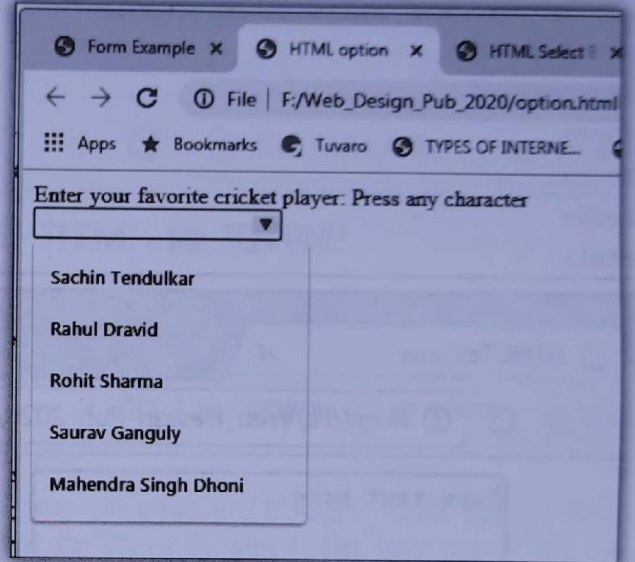 Form Example
HTML option
HTML Select
File | F:/Web_Design_Pub_2020/option.html
Apps Bookmarks Tuvaro TYPES OF INTERNE...
Enter your favorite cricket player: Press any character
Sachin Tendulkar
Rahul Dravid
Rohit Sharma
Saurav Ganguly
Mahendra Singh Dhoni